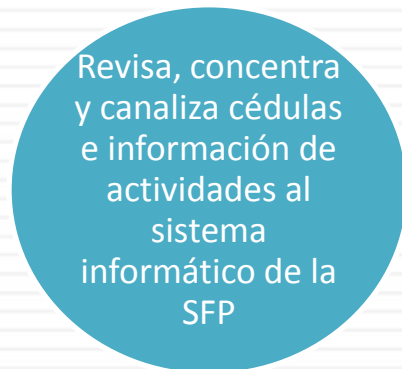 Revisa, concentra
y canaliza cédulas
e información de
actividades al
sistema
informático de la
SFP